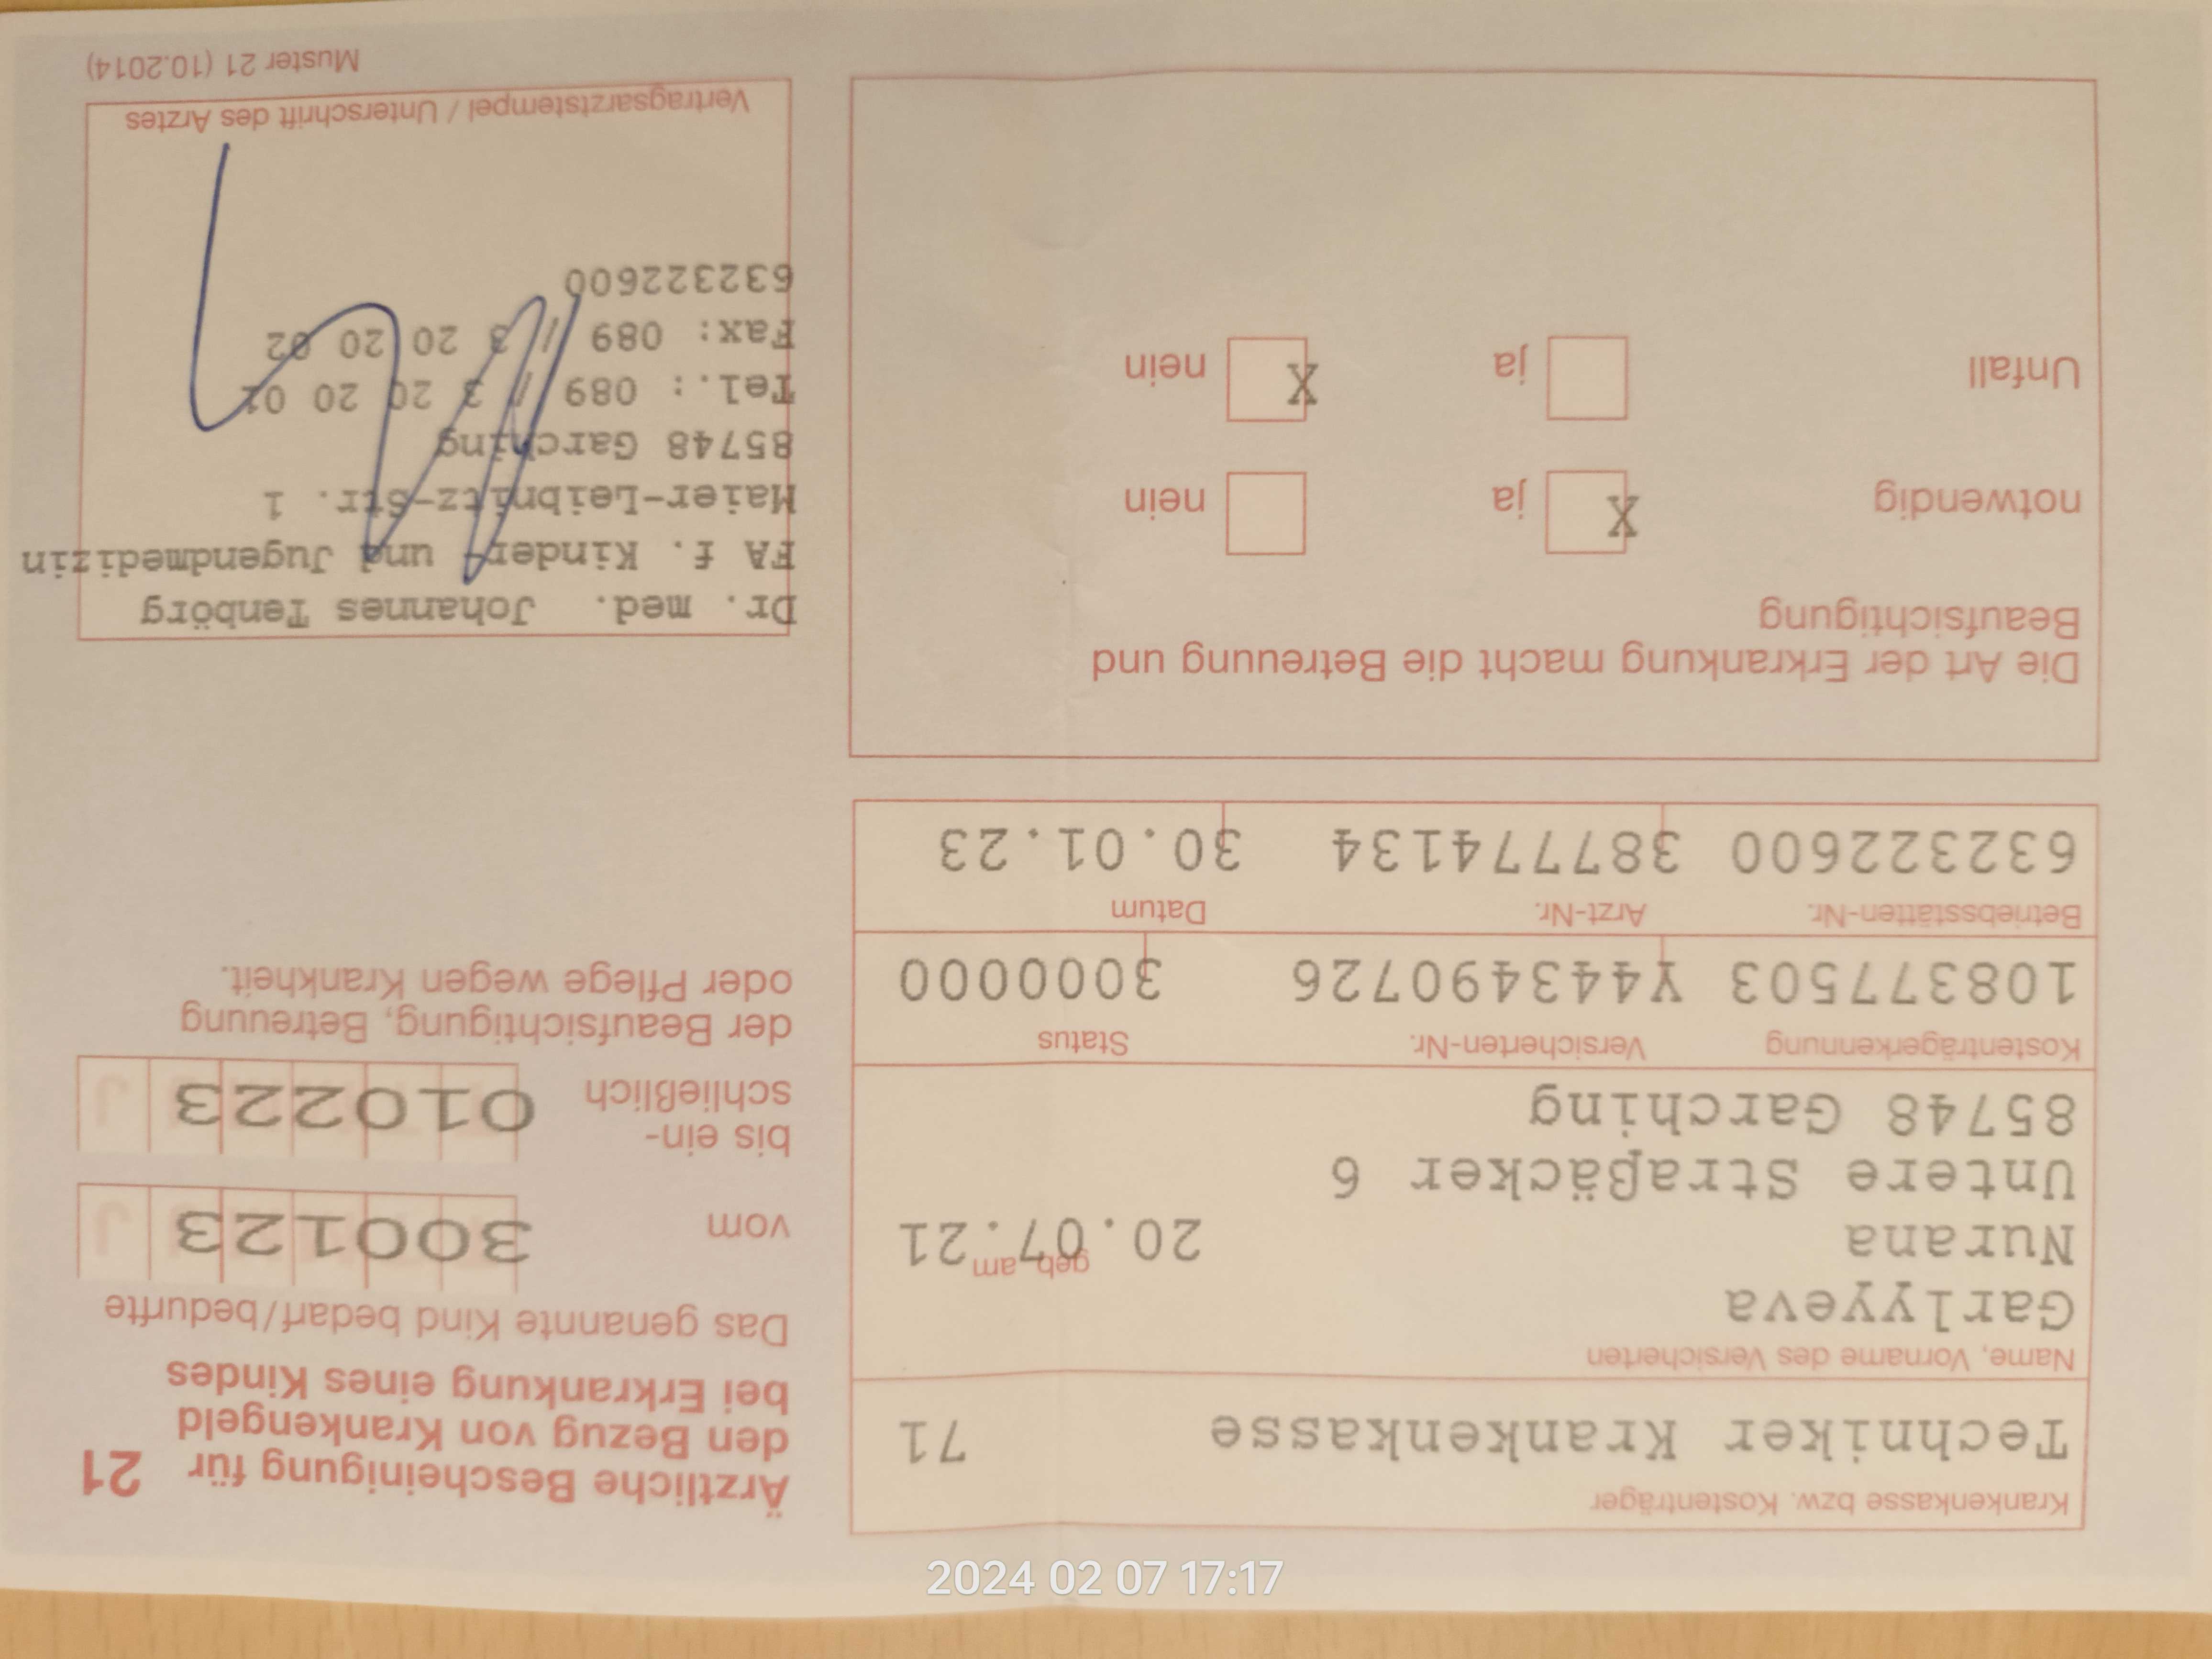 Krankenkasse bzw. Kostenträger
Techniker Krankenkasse 71
Name, Vorname des Versicherten
Garlyyeva
Nurana
geb. am
20.07.21
Untere Straβäcker 6
85748 Garching
Kostenträgerkennung Versicherten-Nr. Status
108377503 Y443490726 3000000
Betriebsstätten-Nr. Arzt-Nr. Datum
632322600 387774134 30.01.23
Ärztliche Bescheinigung für 21
den Bezug von Krankengeld
bei Erkrankung eines Kindes
Das genannte Kind bedarf/bedurfte
vom 300123 J
bis ein-
schließlich 010223 J
der Beaufsichtigung, Betreuung
oder Pflege wegen Krankheit.
Die Art der Erkrankung macht die Betreuung und
Beaufsichtigung
notwendig X ja nein
Unfall ja X nein
Dr. med. Johannes Tenbörg
FA f. Kinder- und Jugendmedizin
Maier-Leibnitz-Str. 1
85748 Garching
Tel.: 089 / 3 20 20 01
Fax: 089 / 3 20 20 02
632322600
Vertragsarztstempel / Unterschrift des Arztes
Muster 21 (10.2014)
2024 02 07 17:17